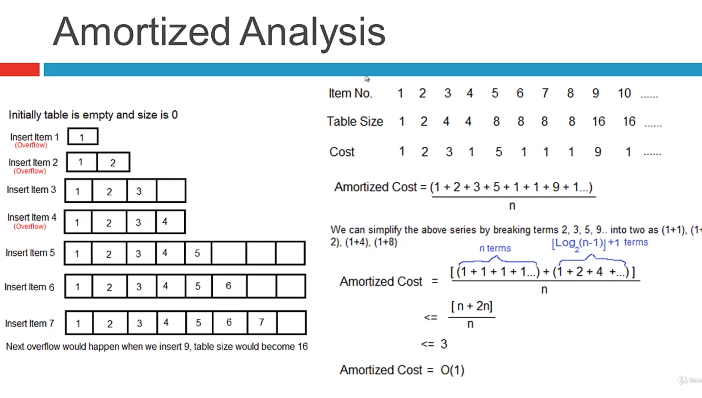 Amortized Analysis
Initially table is empty and size is 0
Insert Item 1 1
(Overflow)
Insert Item 2 1 2
(Overflow)
Insert Item 3 1 2 3
Insert Item 4 1 2 3 4
(Overflow)
Insert Item 5 1 2 3 4 5
Insert Item 6 1 2 3 4 5 6
Insert Item 7 1 2 3 4 5 6 7
Next overflow would happen when we insert 9, table size would become 16
Item No. 1 2 3 4 5 6 7 8 9 10 ......
Table Size 1 2 4 4 8 8 8 8 16 16 ......
Cost 1 2 3 1 5 1 1 1 9 1 ......
Amortized Cost = (1 + 2 + 3 + 5 + 1 + 1 + 9 + 1...)
n
We can simplify the above series by breaking terms 2, 3, 5, 9.. into two as (1+1), (1+
2), (1+4), (1+8)
n terms ⌊Log₂(n-1)⌋+1 terms
Amortized Cost = [ (1 + 1 + 1 + 1...) + (1 + 2 + 4 +...) ]
n
<= [ n + 2n]
n
<= 3
Amortized Cost = O(1)